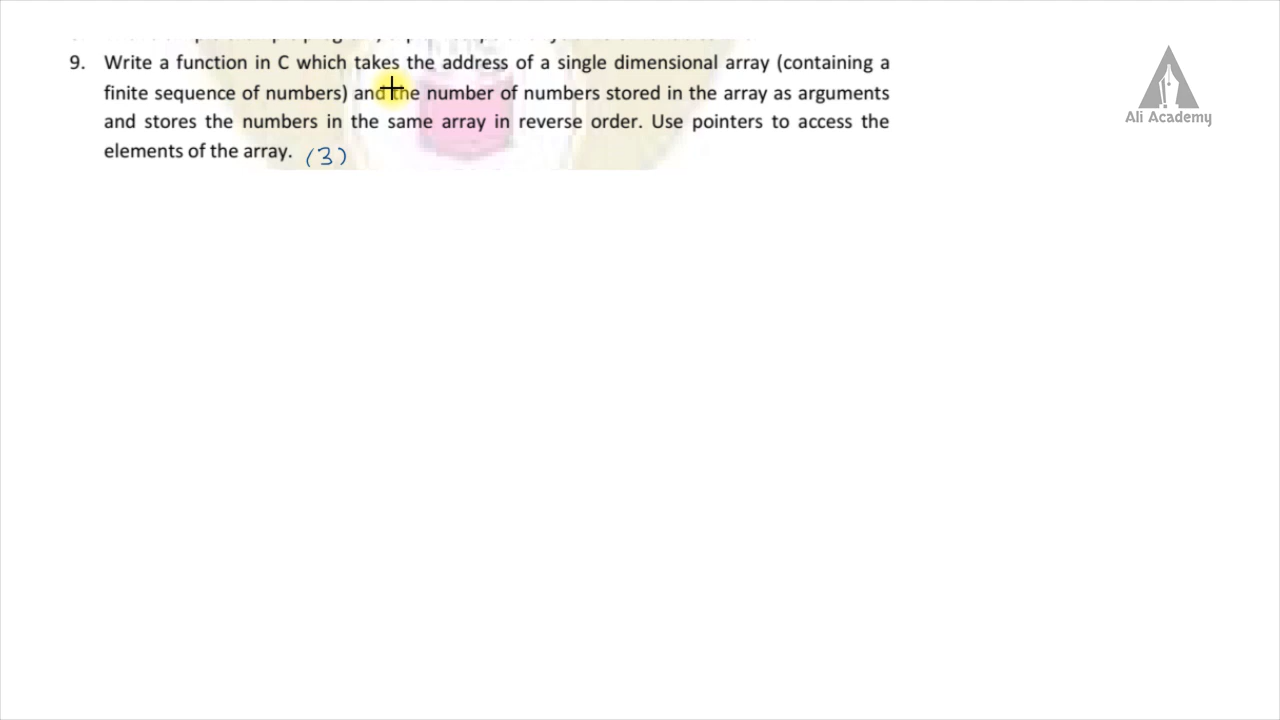 9. Write a function in C which takes the address of a single dimensional array (containing a
finite sequence of numbers) and the number of numbers stored in the array as arguments
and stores the numbers in the same array in reverse order. Use pointers to access the
elements of the array. (3)
Ali Academy